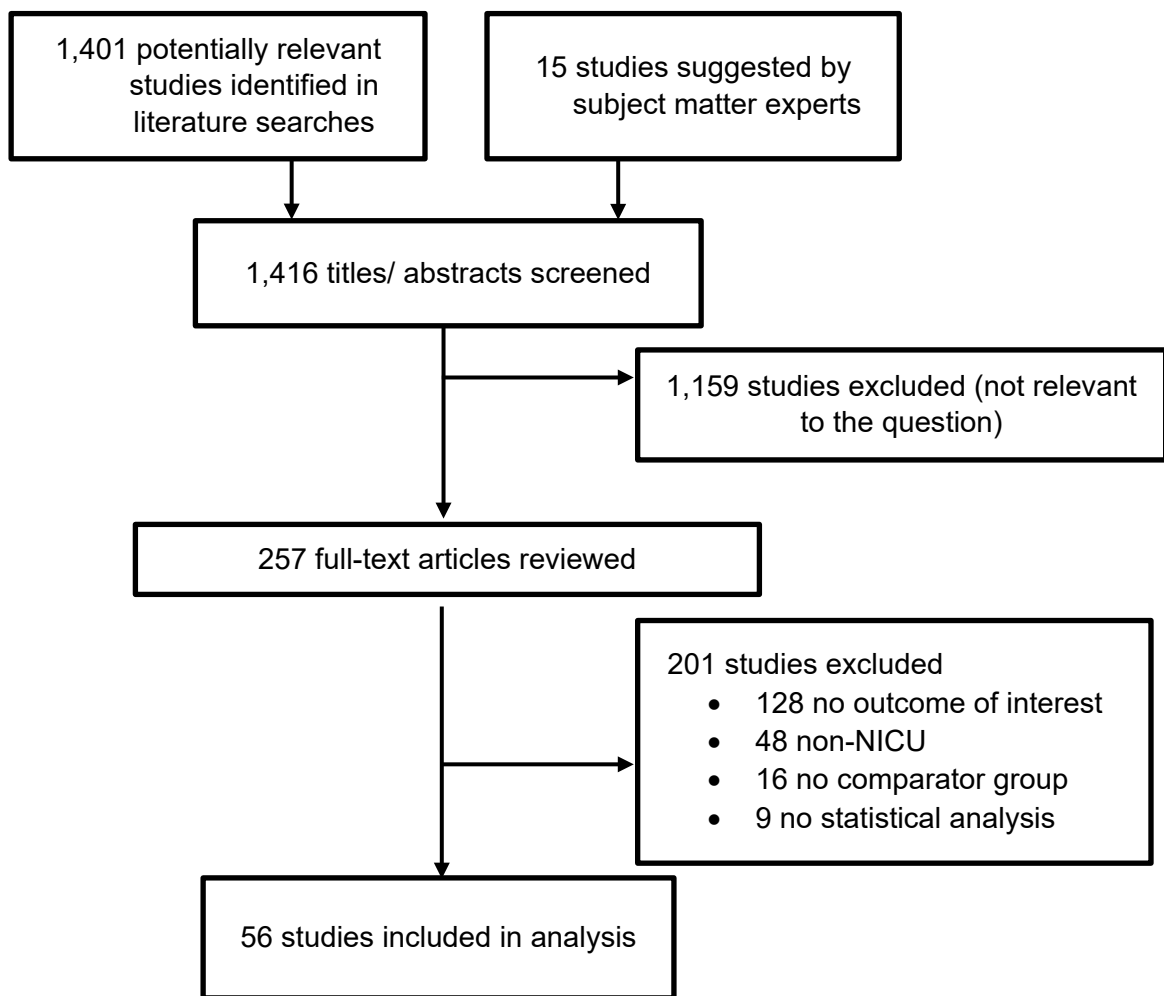 1,401 potentially relevant
studies identified in
literature searches
15 studies suggested by
subject matter experts
1,416 titles/ abstracts screened
1,159 studies excluded (not relevant
to the question)
257 full-text articles reviewed
201 studies excluded
• 128 no outcome of interest
• 48 non-NICU
• 16 no comparator group
• 9 no statistical analysis
56 studies included in analysis